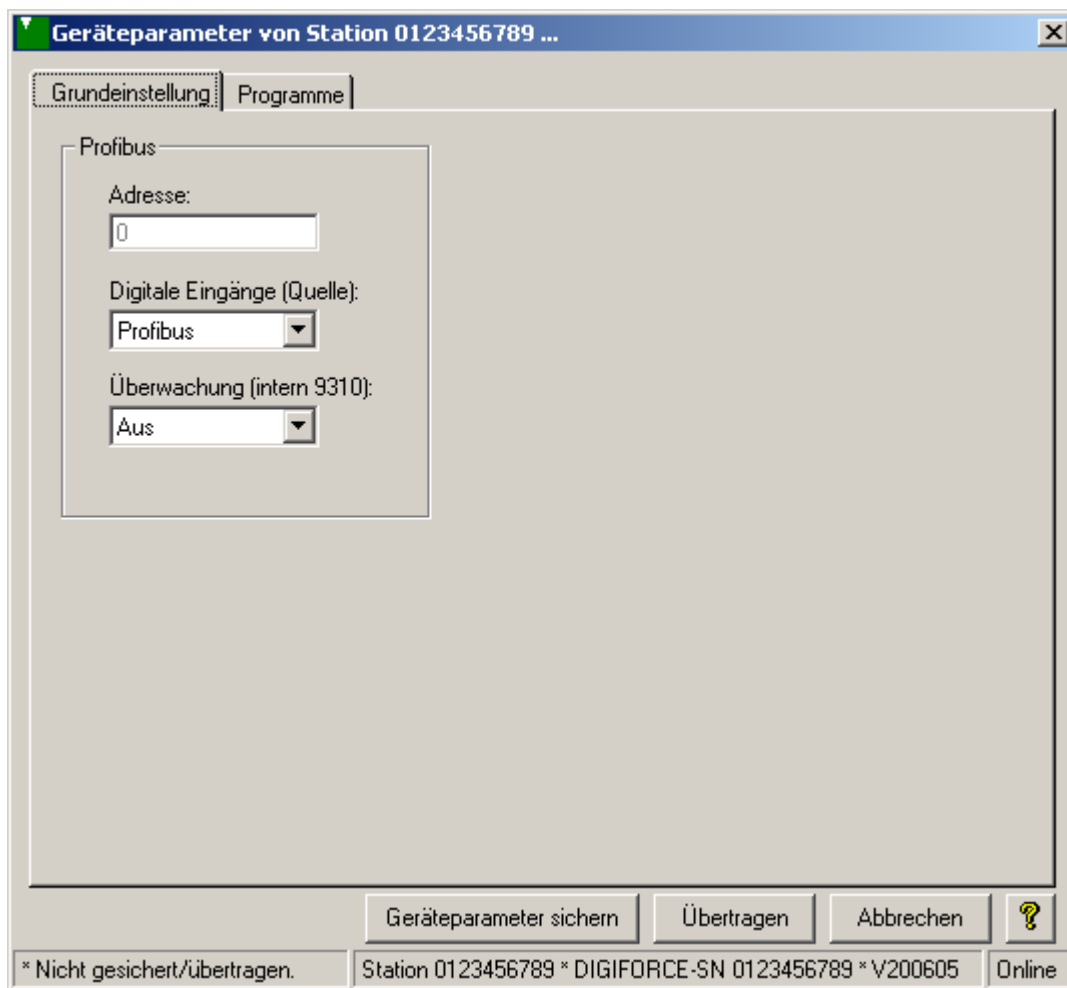 Geräteparameter von Station 0123456789 ...
Grundeinstellung Programme
Profibus
Adresse:
0
Digitale Eingänge (Quelle):
Profibus
Überwachung (intern 9310):
Aus
Geräteparameter sichern Übertragen Abbrechen ?
* Nicht gesichert/übertragen. Station 0123456789 * DIGIFORCE-SN 0123456789 * V200605 Online